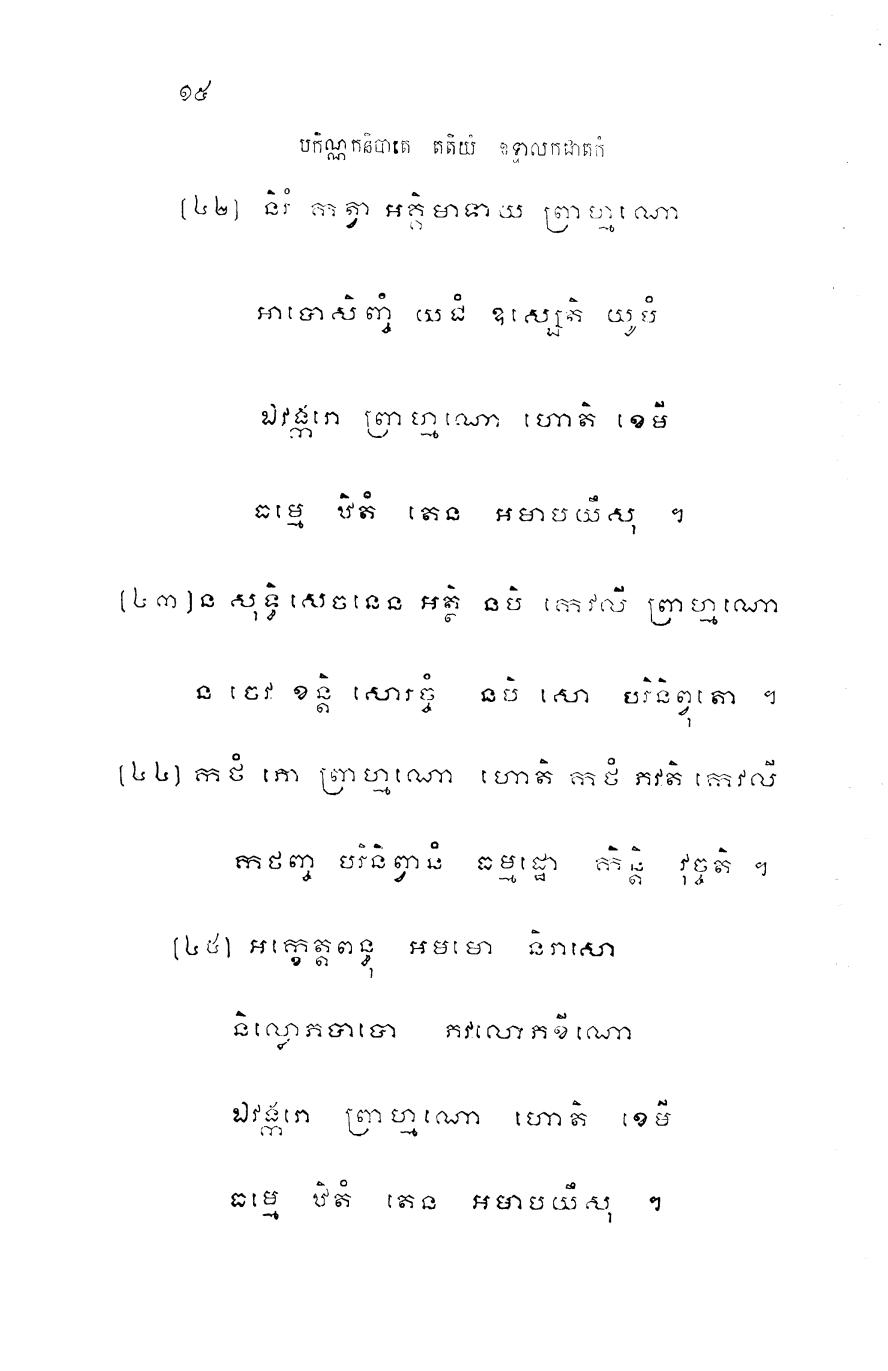 ១៥
បកិណ្ណកនិបាតេ តតិយំ ឧទ្ទាលកជាតកំ
[៤២] និរំ កត្វា អគ្គិមាទាយ ព្រាហ្មណោ
អាបោសិញ្ចំ យជំ ឧស្សេតិ យូបំ
ឯវង្ករោ ព្រាហ្មណោ ហោតិ ខេមី
ធម្មេ ឋិតំ តេន អមាបយឹសុ ។
[៤៣] ន សុទ្ធិ សេចនេន អត្ថិ នបិ កេវលី ព្រាហ្មណោ
ន ចេវ ខន្តិ សោរច្ចំ នបិ សោ បរិនិព្វុតោ ។
[៤៤] កថំ កោ ព្រាហ្មណោ ហោតិ កថំ ភវតិ កេវលី
កថញ្ច បរិនិព្វានំ ធម្មដ្ឋោ កិន្តិ វុច្ចតិ ។
[៤៥] អក្ខេត្តពន្ធុ អមមោ និរាសោ
និល្លោភបាបោ ភវលោភខីណោ
ឯវង្ករោ ព្រាហ្មណោ ហោតិ ខេមី
ធម្មេ ឋិតំ តេន អមាបយឹសុ ។